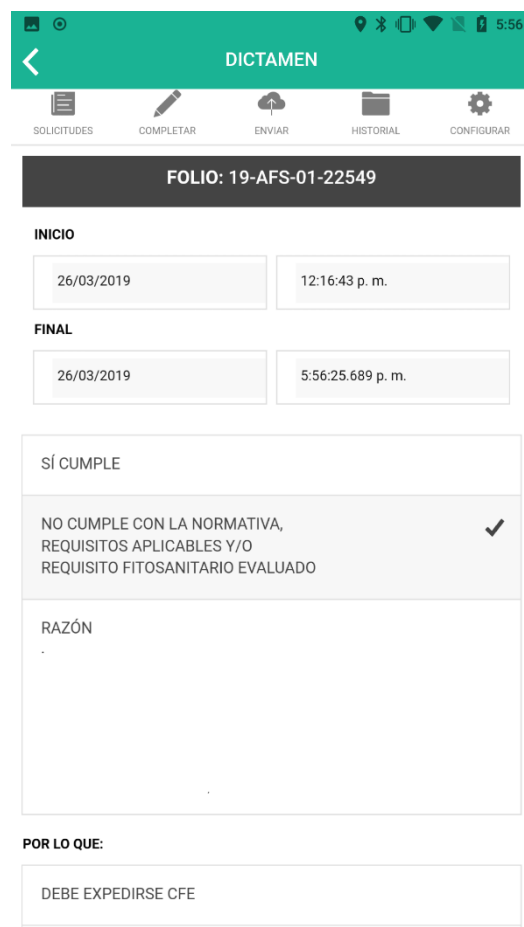 5:56
DICTAMEN
SOLICITUDES COMPLETAR ENVIAR HISTORIAL CONFIGURAR
FOLIO: 19-AFS-01-22549
INICIO
26/03/2019 12:16:43 p. m.
FINAL
26/03/2019 5:56:25.689 p. m.
SÍ CUMPLE
NO CUMPLE CON LA NORMATIVA,
REQUISITOS APLICABLES Y/O
REQUISITO FITOSANITARIO EVALUADO
RAZÓN
.
POR LO QUE:
DEBE EXPEDIRSE CFE